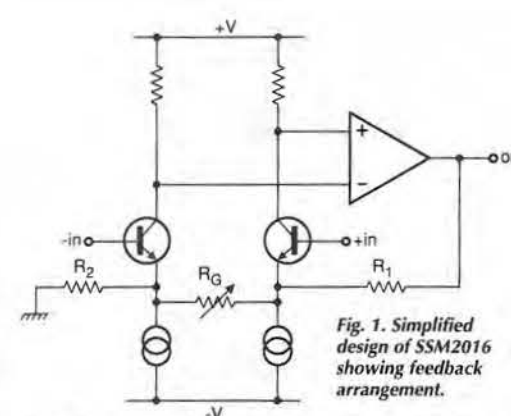 +V
+
−
o
-in
+in
R2
RG
R1
Fig. 1. Simplified
design of SSM2016
showing feedback
arrangement.
-V